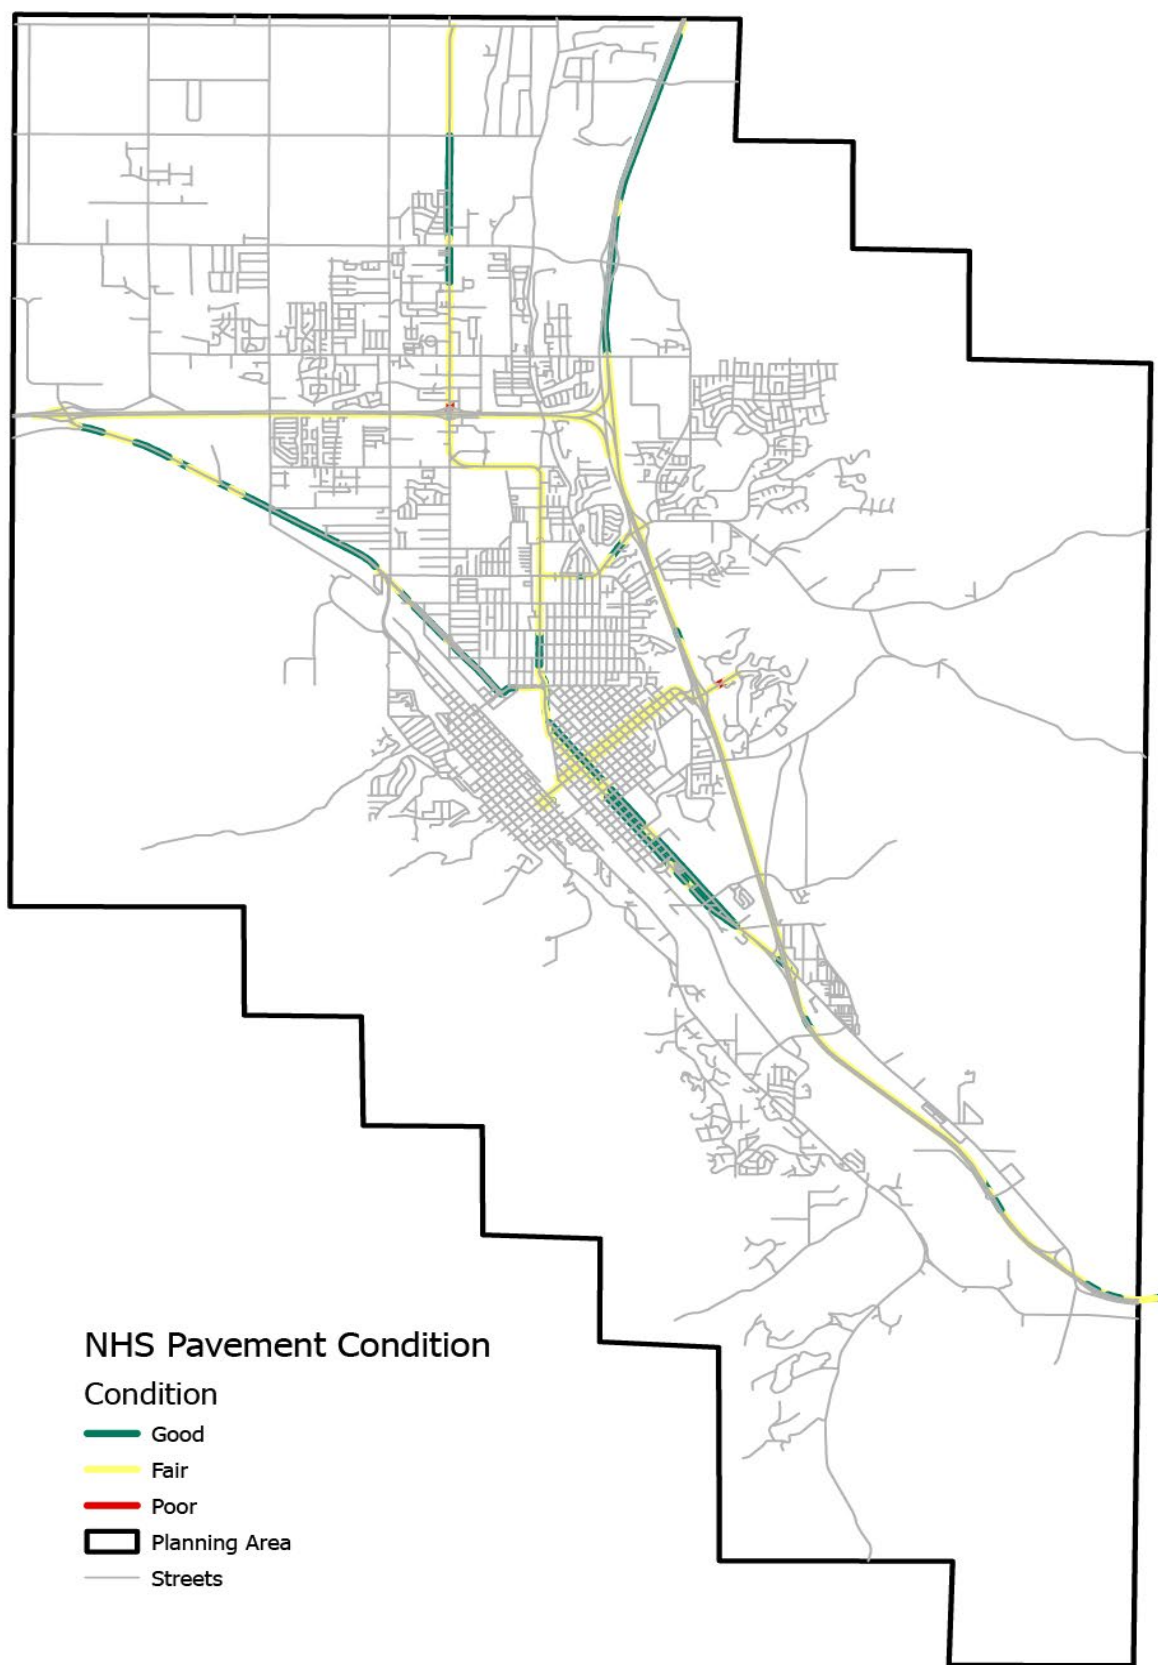 NHS Pavement Condition
Condition
Good
Fair
Poor
Planning Area
Streets